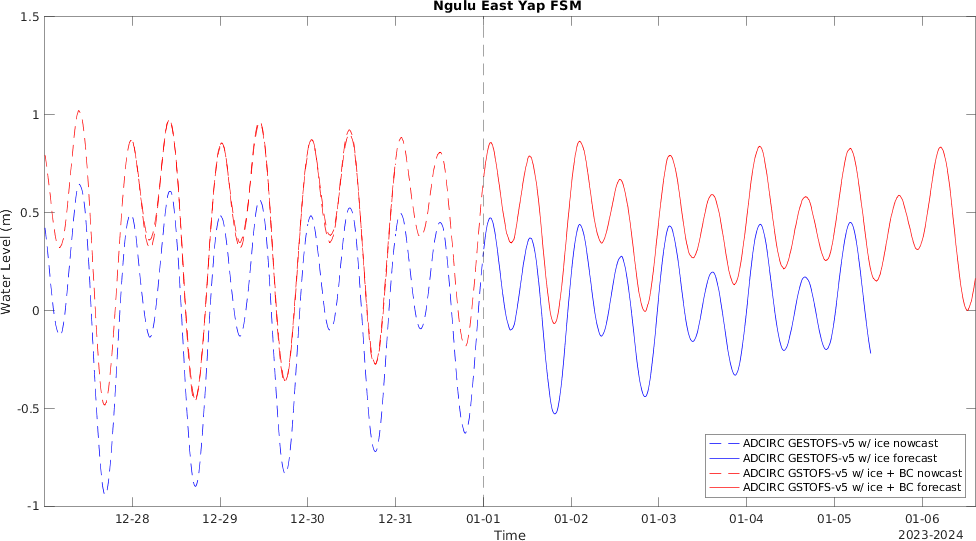 Ngulu East Yap FSM
1.5
1
0.5
0
-0.5
-1
Water Level (m)
12-28 12-29 12-30 12-31 01-01 01-02 01-03 01-04 01-05 01-06
Time
2023-2024
ADCIRC GESTOFS-v5 w/ ice nowcast
ADCIRC GESTOFS-v5 w/ ice forecast
ADCIRC GSTOFS-v5 w/ ice + BC nowcast
ADCIRC GSTOFS-v5 w/ ice + BC forecast